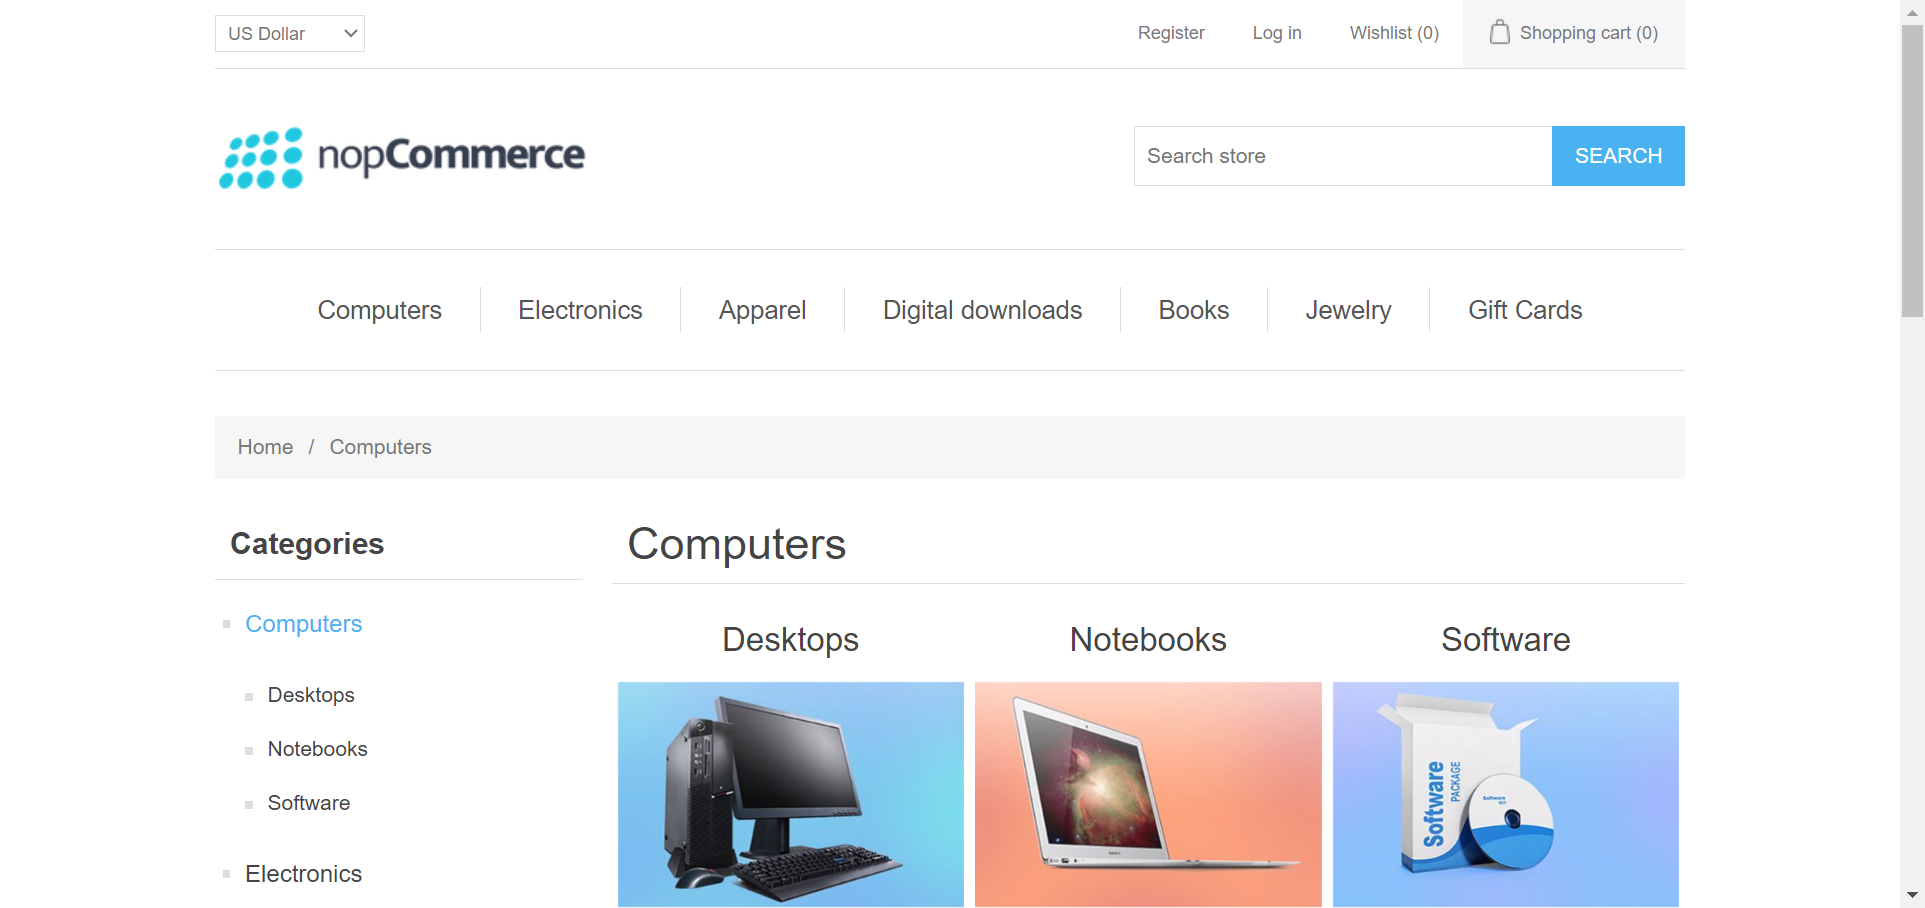 US Dollar
Register
Log in
Wishlist (0)
Shopping cart (0)
nopCommerce
Search store
SEARCH
Computers
Electronics
Apparel
Digital downloads
Books
Jewelry
Gift Cards
Home / Computers
Categories
Computers
Desktops
Notebooks
Software
Electronics
Computers
Desktops
Notebooks
Software
Software
PACKAGE
Software